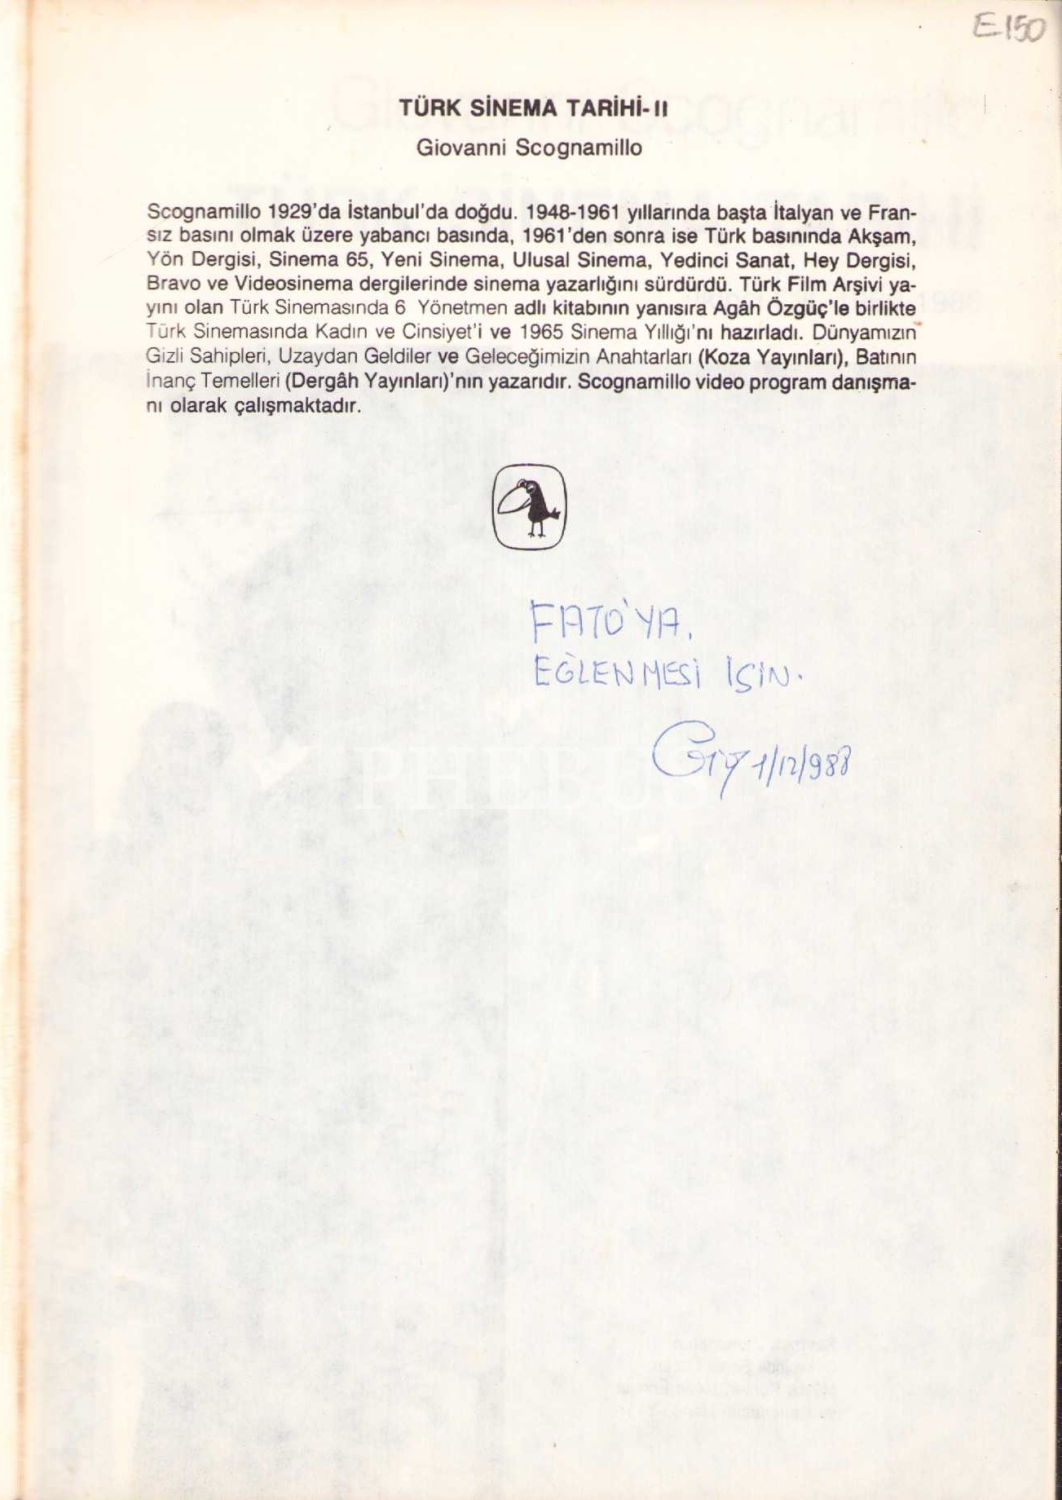 E150
TÜRK SİNEMA TARİHİ-II
Giovanni Scognamillo
Scognamillo 1929'da İstanbul'da doğdu. 1948-1961 yıllarında başta İtalyan ve Fran-
sız basını olmak üzere yabancı basında, 1961'den sonra ise Türk basınında Akşam,
Yön Dergisi, Sinema 65, Yeni Sinema, Ulusal Sinema, Yedinci Sanat, Hey Dergisi,
Bravo ve Videosinema dergilerinde sinema yazarlığını sürdürdü. Türk Film Arşivi ya-
yını olan Türk Sinemasında 6 Yönetmen adlı kitabının yanısıra Agâh Özgüç'le birlikte
Türk Sinemasında Kadın ve Cinsiyet'i ve 1965 Sinema Yıllığı'nı hazırladı. Dünyamızın
Gizli Sahipleri, Uzaydan Geldiler ve Geleceğimizin Anahtarları (Koza Yayınları), Batının
İnanç Temelleri (Dergâh Yayınları)'nın yazarıdır. Scognamillo video program danışma-
nı olarak çalışmaktadır.
FATO'YA.
EĞLENMESİ İÇİN.
1/12/988
PHEBUS